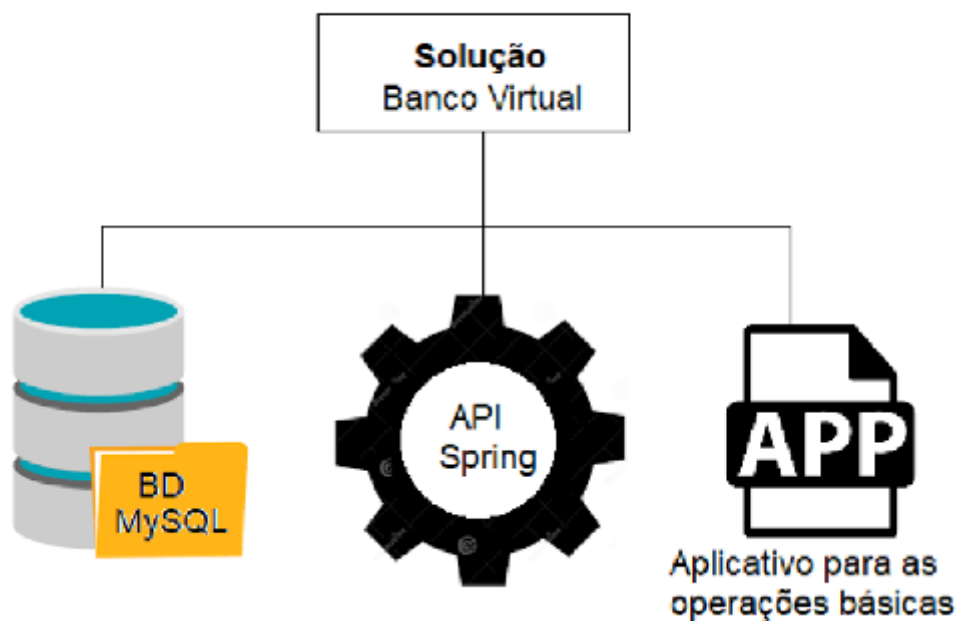 Solução
Banco Virtual
BD
MySQL
API
Spring
APP
Aplicativo para as
operações básicas